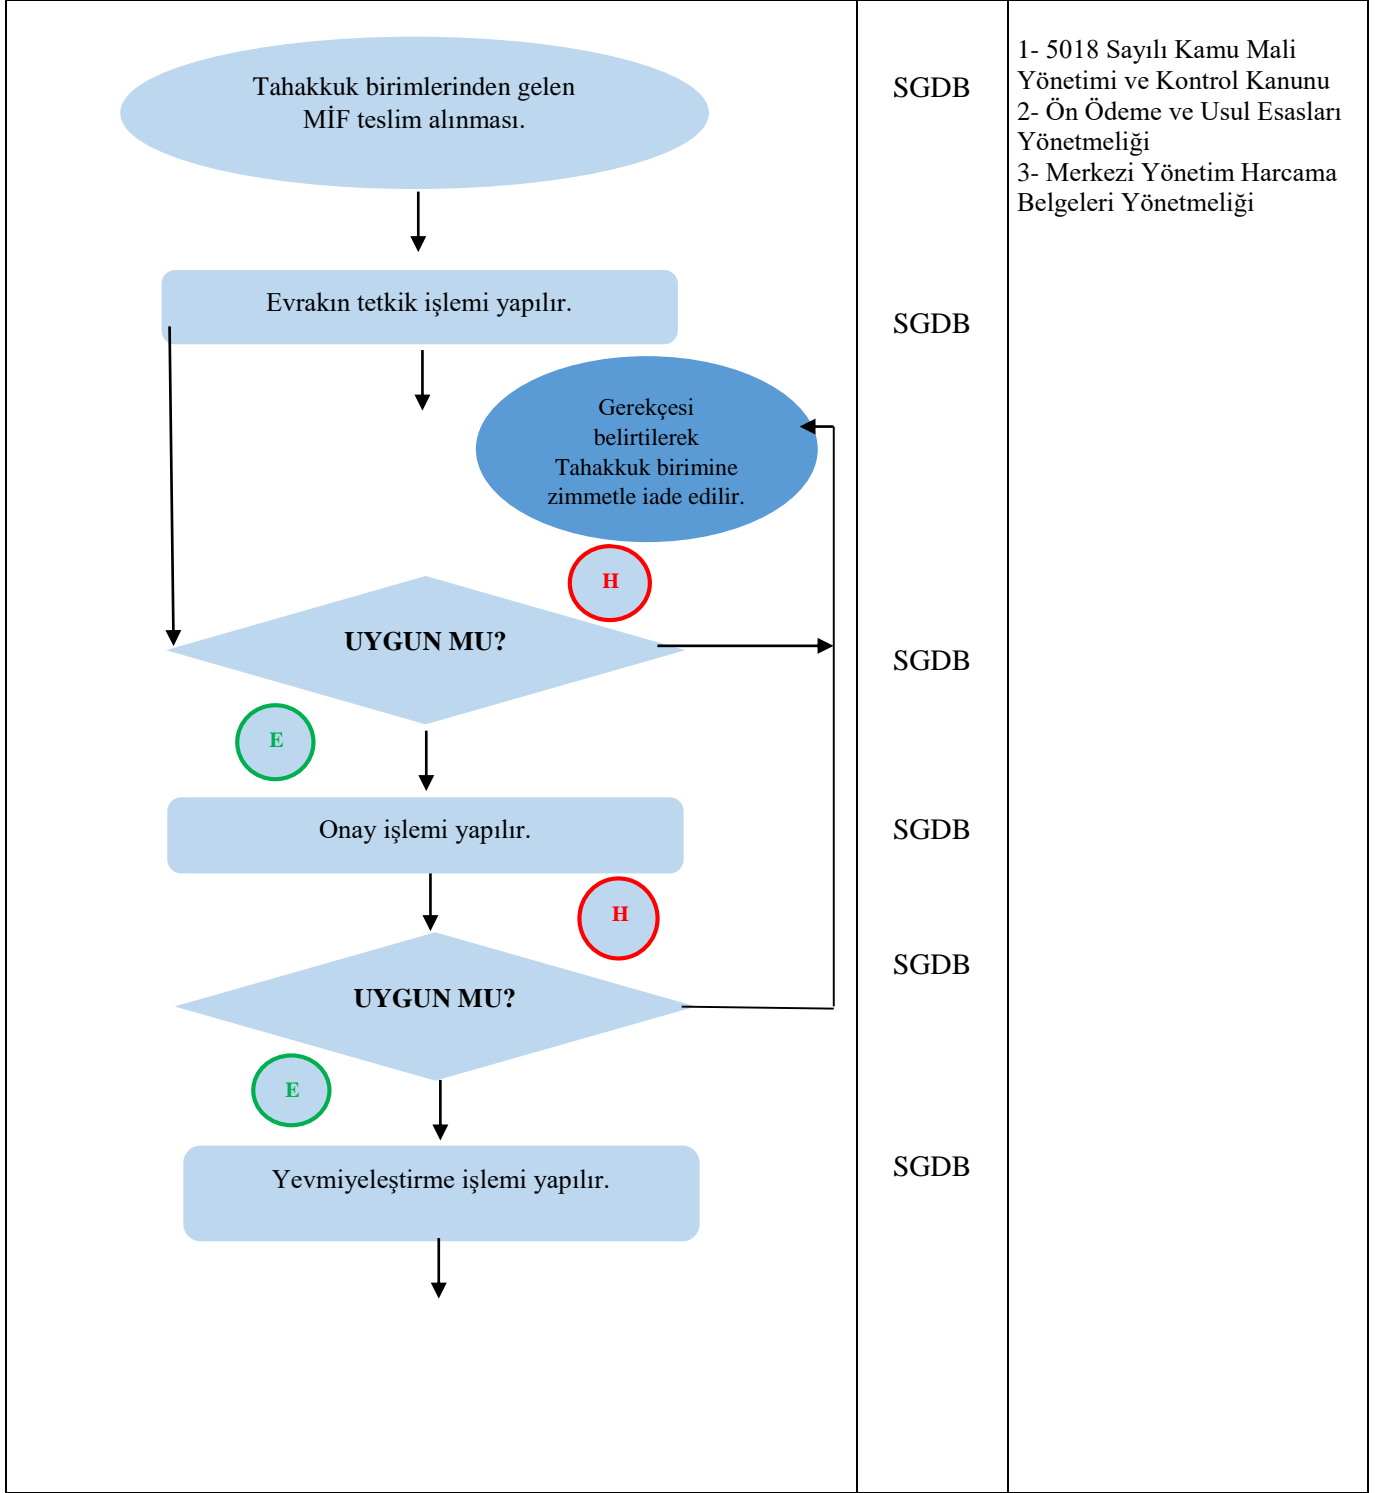 Tahakkuk birimlerinden gelen
MİF teslim alınması.
SGDB
1- 5018 Sayılı Kamu Mali
Yönetimi ve Kontrol Kanunu
2- Ön Ödeme ve Usul Esasları
Yönetmeliği
3- Merkezi Yönetim Harcama
Belgeleri Yönetmeliği
Evrakın tetkik işlemi yapılır.
SGDB
Gerekçesi
belirtilerek
Tahakkuk birimine
zimmetle iade edilir.
H
UYGUN MU?
SGDB
E
Onay işlemi yapılır.
SGDB
H
UYGUN MU?
SGDB
E
Yevmiyeleştirme işlemi yapılır.
SGDB